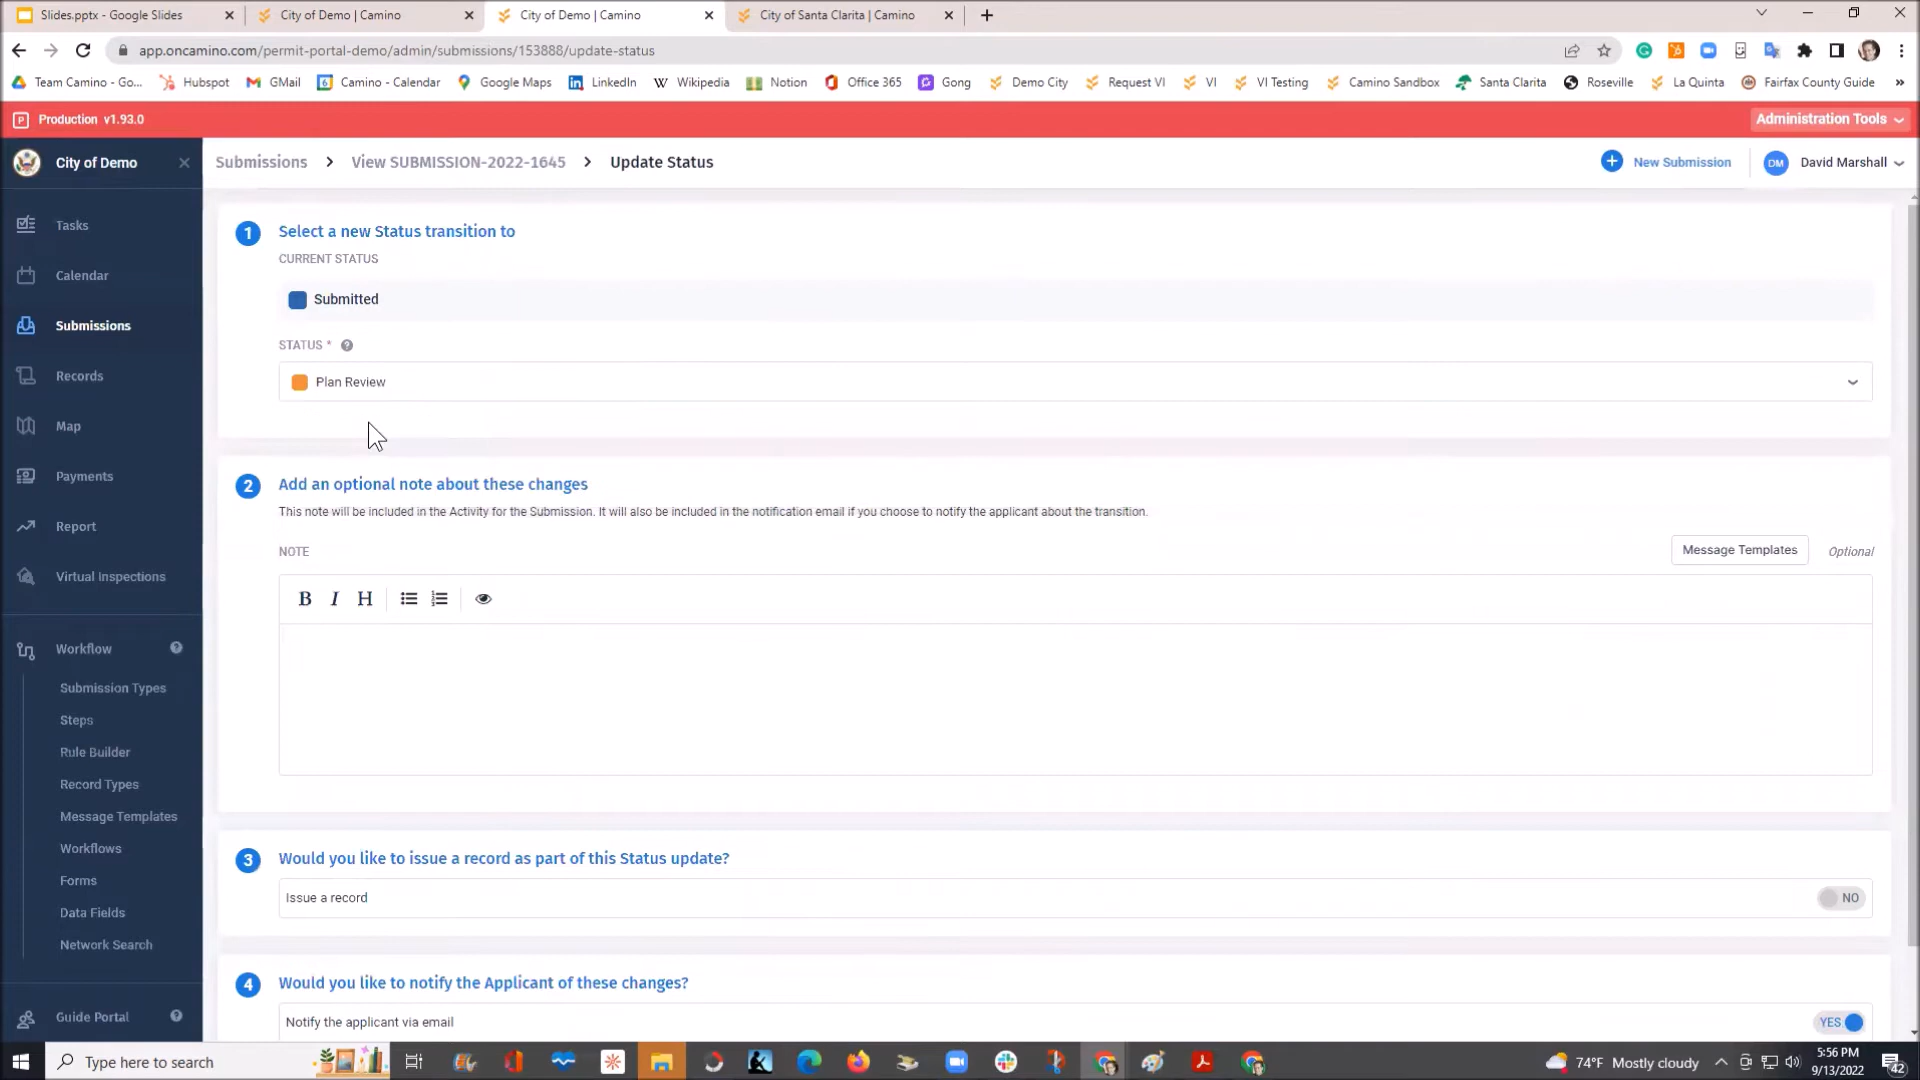 Slides.pptx - Google Slides
City of Demo | Camino
City of Demo | Camino
City of Santa Clarita | Camino
app.oncamino.com/permit-portal-demo/admin/submissions/153888/update-status
Team Camino - Go...
Hubspot
GMail
Camino - Calendar
Google Maps
LinkedIn
Wikipedia
Notion
Office 365
Gong
Demo City
Request VI
VI
VI Testing
Camino Sandbox
Santa Clarita
Roseville
La Quinta
Fairfax County Guide
»
P Production v1.93.0
Administration Tools
City of Demo
Submissions > View SUBMISSION-2022-1645 > Update Status
New Submission
DM David Marshall
Tasks
Calendar
Submissions
Records
Map
Payments
Report
Virtual Inspections
Workflow
Submission Types
Steps
Rule Builder
Record Types
Message Templates
Workflows
Forms
Data Fields
Network Search
Guide Portal
1 Select a new Status transition to
CURRENT STATUS
Submitted
STATUS *
Plan Review
2 Add an optional note about these changes
This note will be included in the Activity for the Submission. It will also be included in the notification email if you choose to notify the applicant about the transition.
NOTE
Message Templates
Optional
B I H
3 Would you like to issue a record as part of this Status update?
Issue a record
NO
4 Would you like to notify the Applicant of these changes?
Notify the applicant via email
YES
Type here to search
74°F Mostly cloudy
5:56 PM
9/13/2022
42